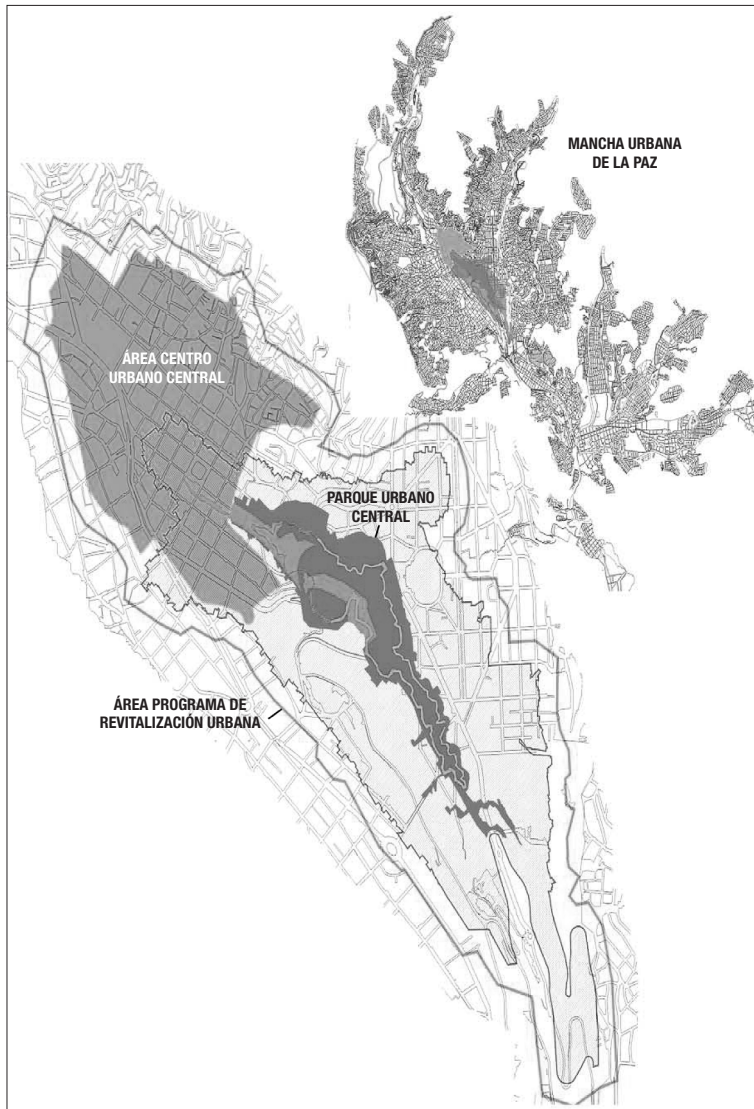 MANCHA URBANA
DE LA PAZ
ÁREA CENTRO
URBANO CENTRAL
PARQUE URBANO
CENTRAL
ÁREA PROGRAMA DE
REVITALIZACIÓN URBANA